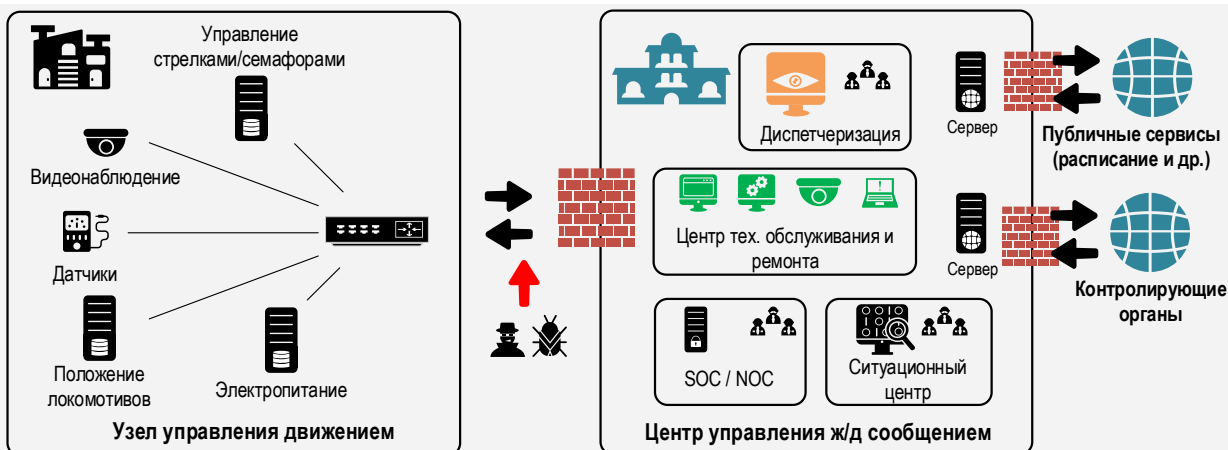 Управление
стрелками/семафорами
Видеонаблюдение
Датчики
Положение
локомотивов
Электропитание
Узел управления движением
Диспетчеризация
Центр тех. обслуживания и
ремонта
SOC / NOC
Ситуационный
центр
Центр управления ж/д сообщением
Сервер
Публичные сервисы
(расписание и др.)
Сервер
Контролирующие
органы